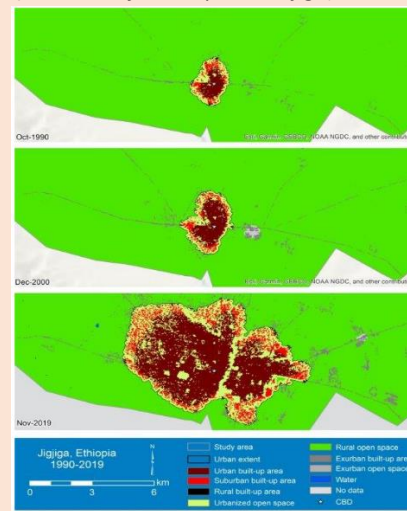 Oct-1990
Dec-2000
NOAA NGDC, and other contribut
Nov-2019
Jigjiga, Ethiopia
1990-2019
0 3 6 km
Study area
Urban extent
Urban built-up area
Suburban built-up area
Rural built-up area
Urbanized open space
Rural open space
Exurban built-up area
Exurban open space
Water
No data
CBD